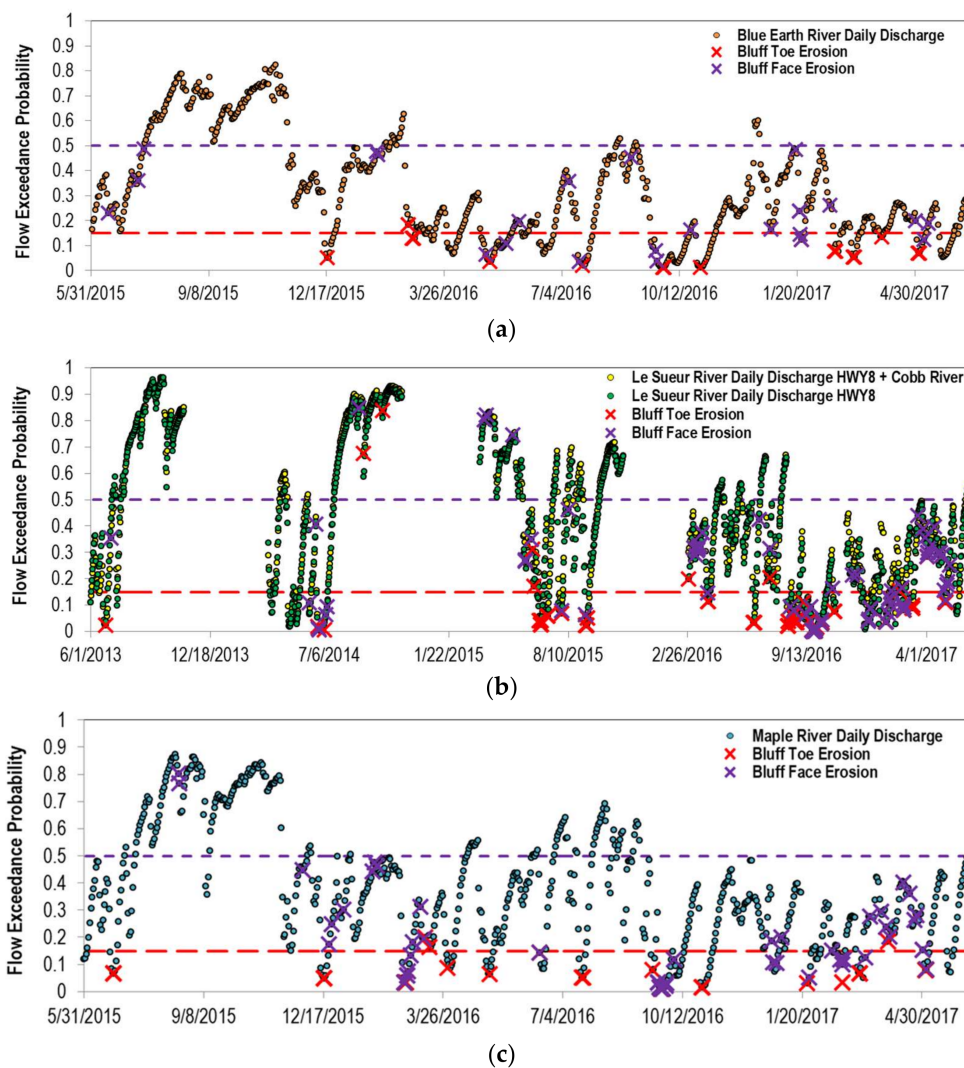 1
0.9
0.8
0.7
0.6
0.5
0.4
0.3
0.2
0.1
0
Flow Exceedance Probability
Blue Earth River Daily Discharge
Bluff Toe Erosion
Bluff Face Erosion
5/31/2015 9/8/2015 12/17/2015 3/26/2016 7/4/2016 10/12/2016 1/20/2017 4/30/2017
(a)
1
0.9
0.8
0.7
0.6
0.5
0.4
0.3
0.2
0.1
0
Flow Exceedance Probability
Le Sueur River Daily Discharge HWY8 + Cobb River
Le Sueur River Daily Discharge HWY8
Bluff Toe Erosion
Bluff Face Erosion
6/1/2013 12/18/2013 7/6/2014 1/22/2015 8/10/2015 2/26/2016 9/13/2016 4/1/2017
(b)
1
0.9
0.8
0.7
0.6
0.5
0.4
0.3
0.2
0.1
0
Flow Exceedance Probability
Maple River Daily Discharge
Bluff Toe Erosion
Bluff Face Erosion
5/31/2015 9/8/2015 12/17/2015 3/26/2016 7/4/2016 10/12/2016 1/20/2017 4/30/2017
(c)